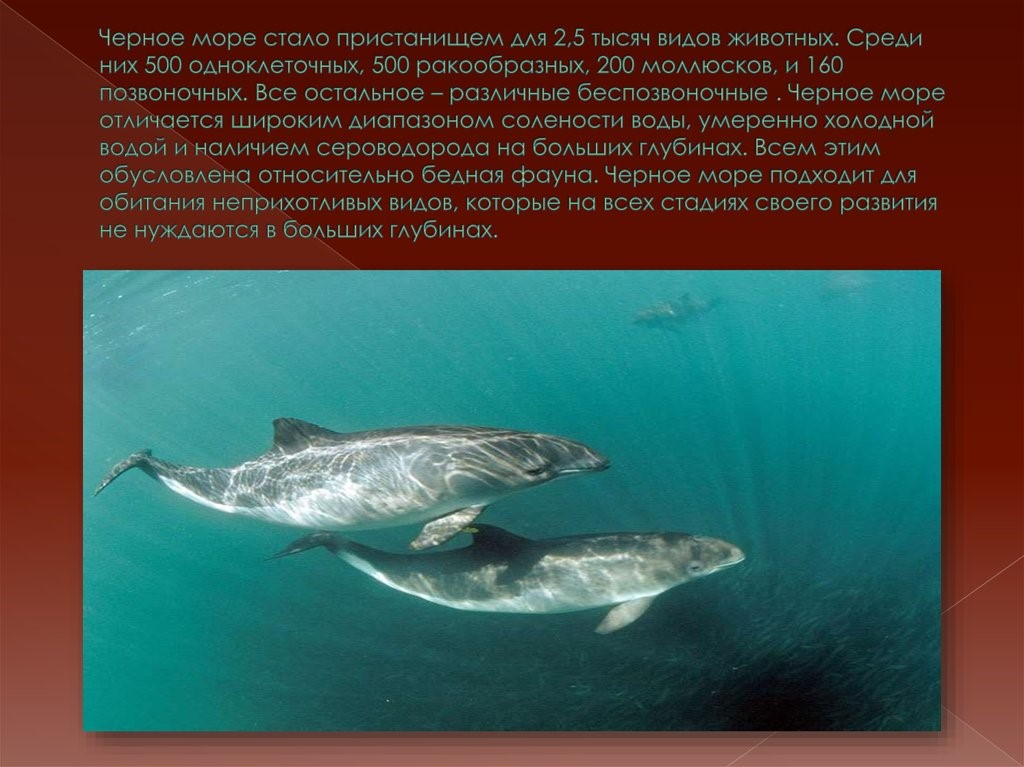 Черное море стало пристанищем для 2,5 тысяч видов животных. Среди
них 500 одноклеточных, 500 ракообразных, 200 моллюсков, и 160
позвоночных. Все остальное – различные беспозвоночные . Черное море
отличается широким диапазоном солености воды, умеренно холодной
водой и наличием сероводорода на больших глубинах. Всем этим
обусловлена относительно бедная фауна. Черное море подходит для
обитания неприхотливых видов, которые на всех стадиях своего развития
не нуждаются в больших глубинах.